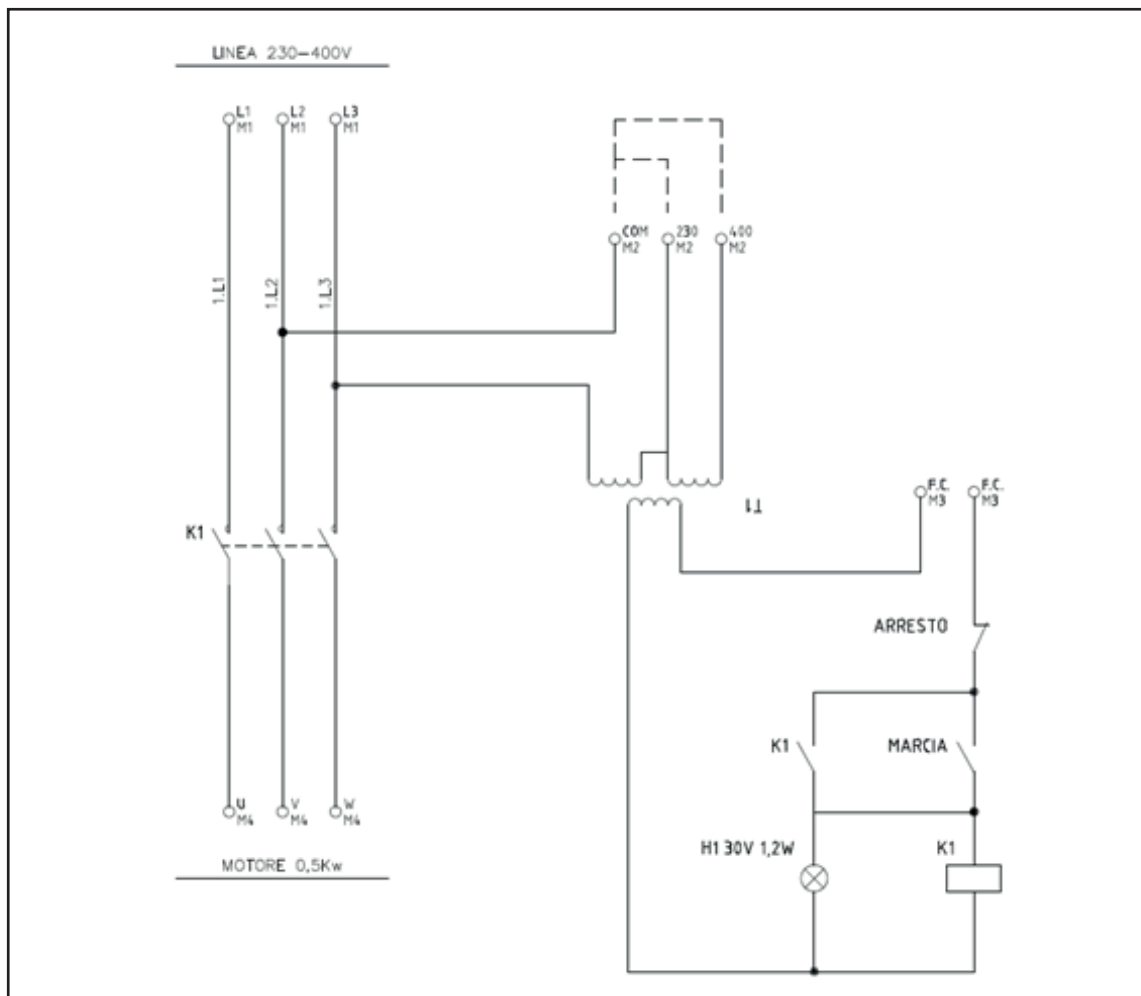 LINEA 230-400V
L1 L2 L3
M1 M1 M1
COM 230 400
M2 M2 M2
1.L1 1.L2 1.L3
F.C. F.C.
M3 M3
T1
K1
ARRESTO
K1 MARCIA
U V W
M4 M4 M4
H1 30V 1,2W K1
MOTORE 0,5Kw